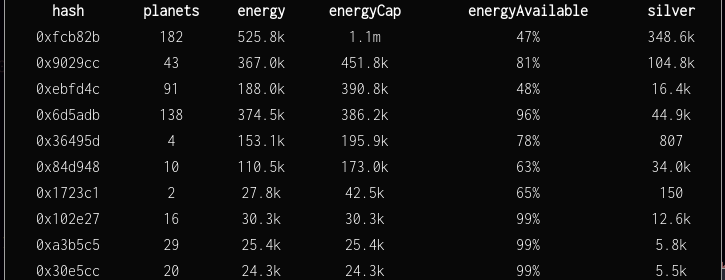 hash planets energy energyCap energyAvailable silver
0xfcb82b 182 525.8k 1.1m 47% 348.6k
0x9029cc 43 367.0k 451.8k 81% 104.8k
0xebfd4c 91 188.0k 390.8k 48% 16.4k
0x6d5adb 138 374.5k 386.2k 96% 44.9k
0x36495d 4 153.1k 195.9k 78% 807
0x84d948 10 110.5k 173.0k 63% 34.0k
0x1723c1 2 27.8k 42.5k 65% 150
0x102e27 16 30.3k 30.3k 99% 12.6k
0xa3b5c5 29 25.4k 25.4k 99% 5.8k
0x30e5cc 20 24.3k 24.3k 99% 5.5k